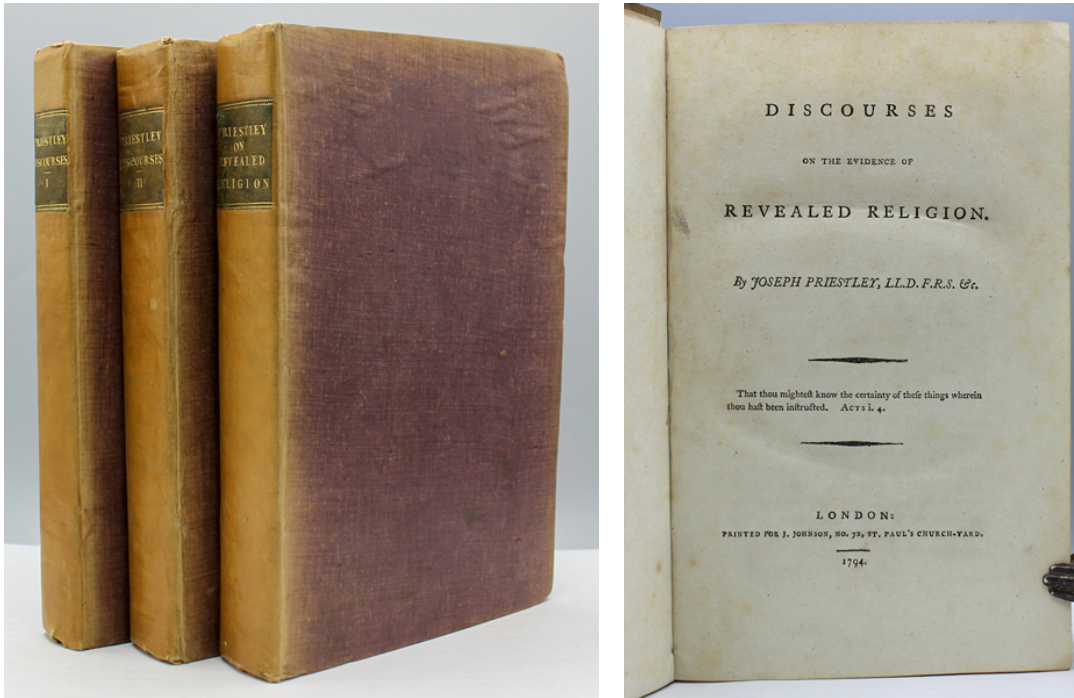 PRIESTLEY
DISCOURSES
I
PRIESTLEY
DISCOURSES
II
PRIESTLEY
ON
REVEALED
RELIGION
DISCOURSES
ON THE EVIDENCE OF
REVEALED RELIGION.
By JOSEPH PRIESTLEY, LL.D. F.R.S. &c.
That thou mighteſt know the certainty of theſe things wherein
thou haſt been inſtructed. ACTS i. 4.
LONDON:
PRINTED FOR J. JOHNSON, NO. 72, ST. PAUL'S CHURCH-YARD.
1794.